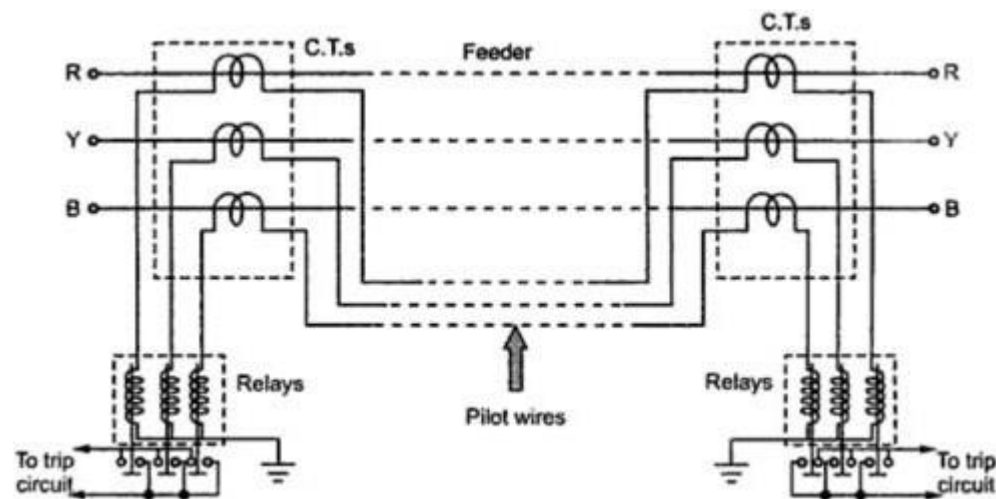 C.T.s
Feeder
C.T.s
R
R
Y
Y
B
B
Relays
Relays
Pilot wires
To trip
circuit
To trip
circuit